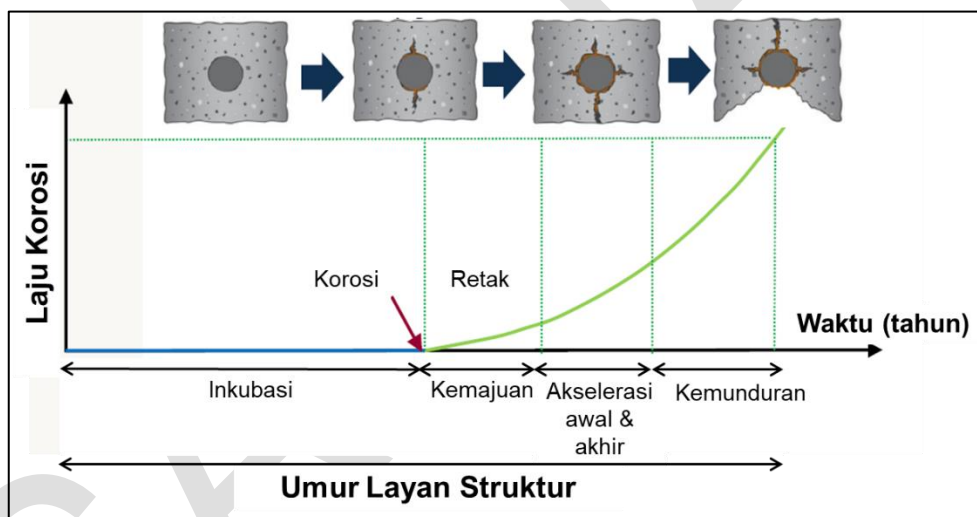 Laju Korosi
Korosi
Retak
Waktu (tahun)
Inkubasi
Kemajuan
Akselerasi
awal &
akhir
Kemunduran
Umur Layan Struktur